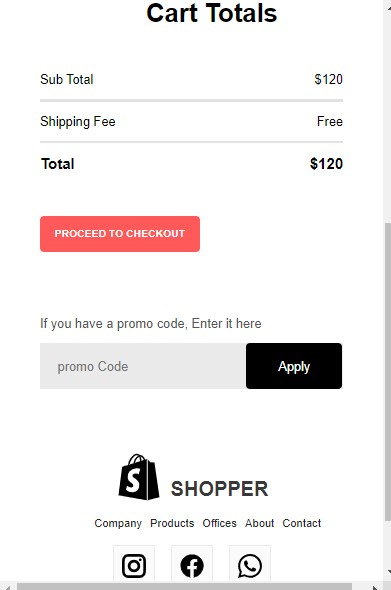 Cart Totals
Sub Total $120
Shipping Fee Free
Total $120
PROCEED TO CHECKOUT
If you have a promo code, Enter it here
promo Code Apply
S SHOPPER
Company Products Offices About Contact